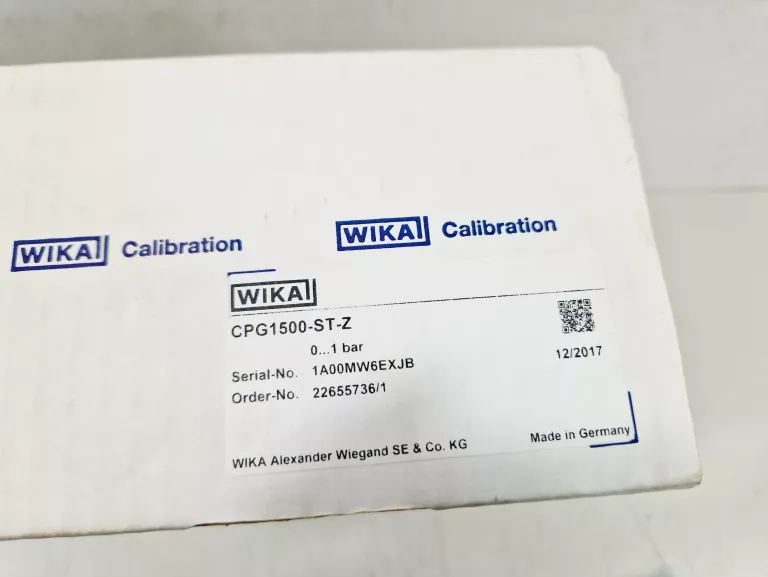 WIKA Calibration
WIKA Calibration
WIKA
CPG1500-ST-Z
0...1 bar
12/2017
Serial-No. 1A00MW6EXJB
Order-No. 22655736/1
WIKA Alexander Wiegand SE & Co. KG
Made in Germany